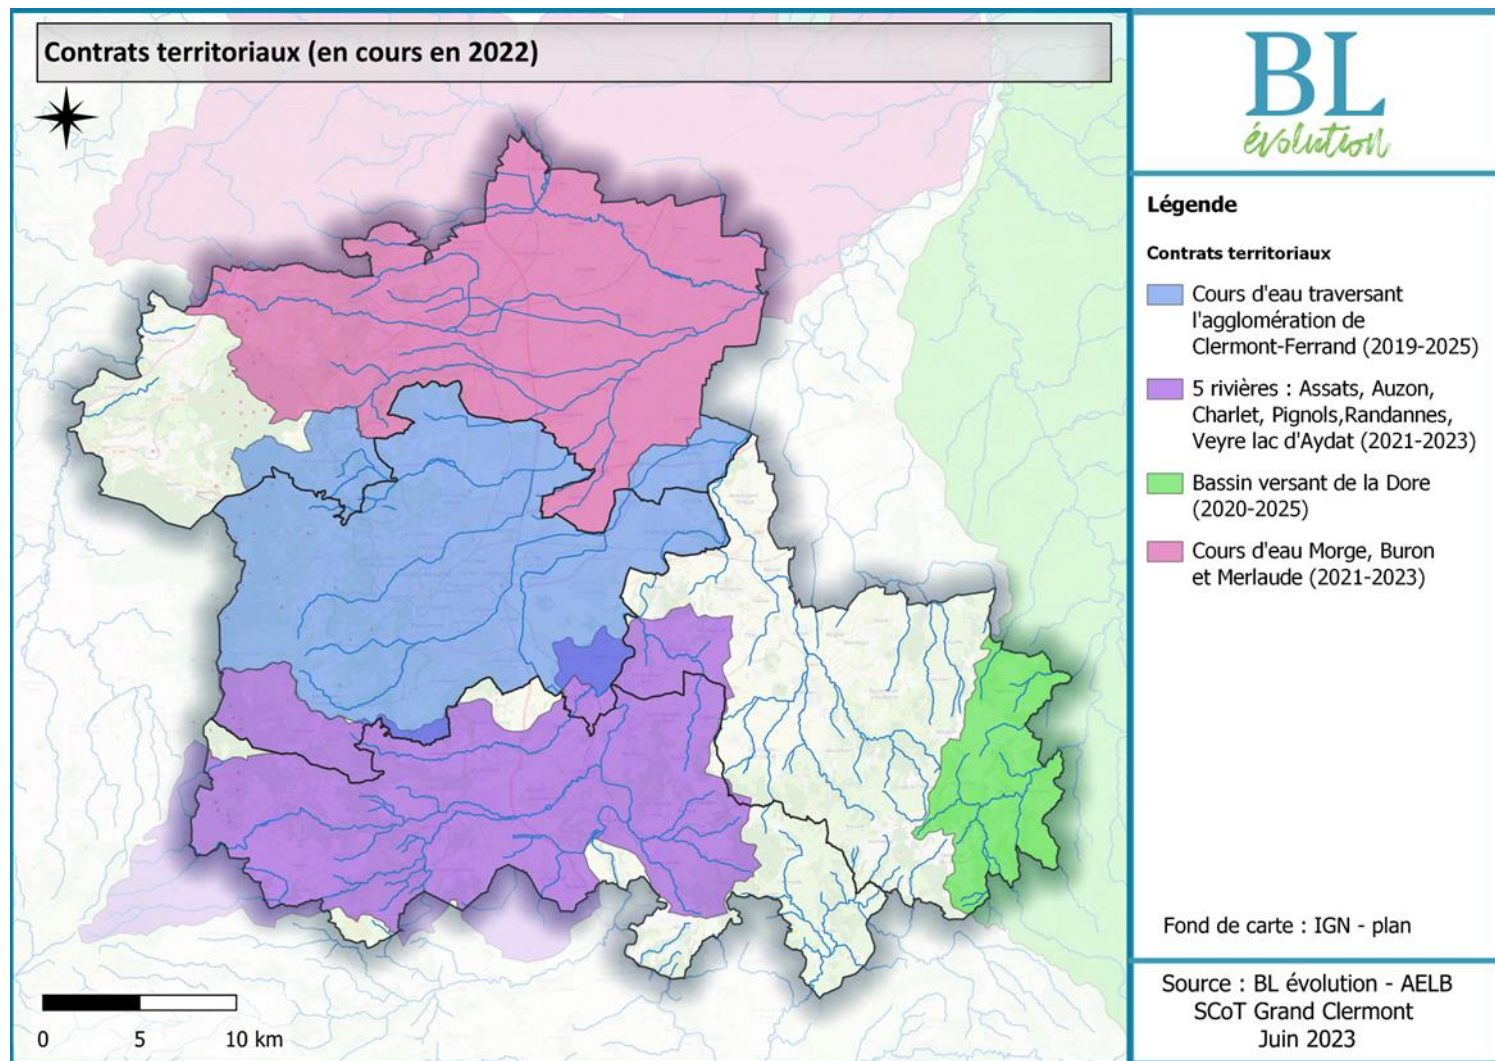 Contrats territoriaux (en cours en 2022)
BL
évolution
Légende
Contrats territoriaux
Cours d'eau traversant
l'agglomération de
Clermont-Ferrand (2019-2025)
5 rivières : Assats, Auzon,
Charlet, Pignols,Randannes,
Veyre lac d'Aydat (2021-2023)
Bassin versant de la Dore
(2020-2025)
Cours d'eau Morge, Buron
et Merlaude (2021-2023)
Fond de carte : IGN - plan
Source : BL évolution - AELB
SCoT Grand Clermont
Juin 2023
0 5 10 km